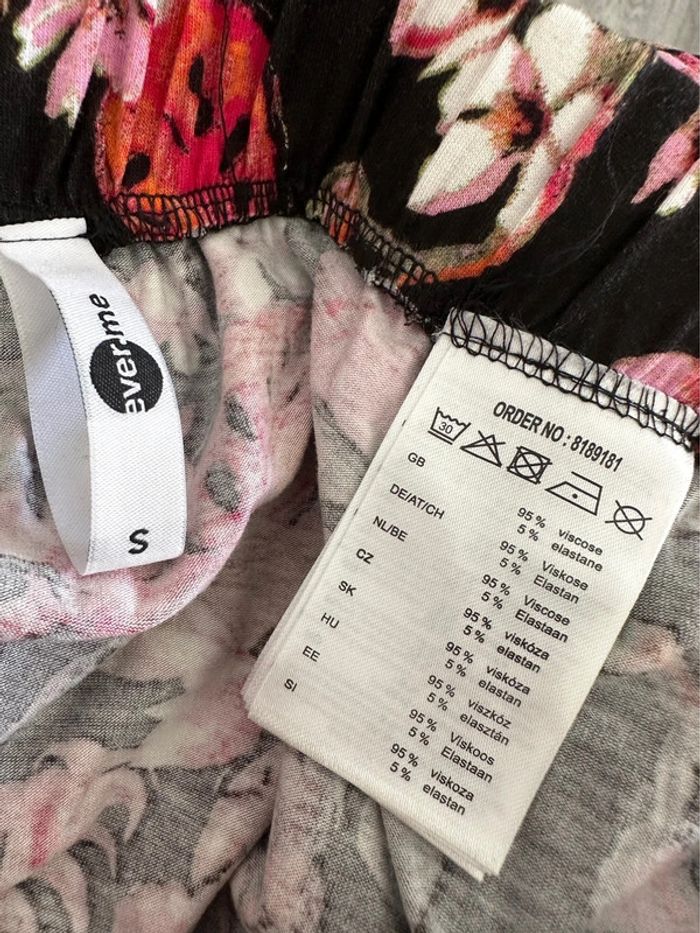 ever.me
S
ORDER NO : 8189181
30
GB 95 % viscose
5 % elastane
DE/AT/CH 95 % Viskose
5 % Elastan
NL/BE 95 % Viscose
5 % Elastaan
CZ 95 % viskóza
5 % elastan
SK 95 % viskóza
5 % elastan
HU 95 % viszkóz
5 % elasztán
EE 95 % Viskoos
5 % Elastaan
SI 95 % viskoza
5 % elastan